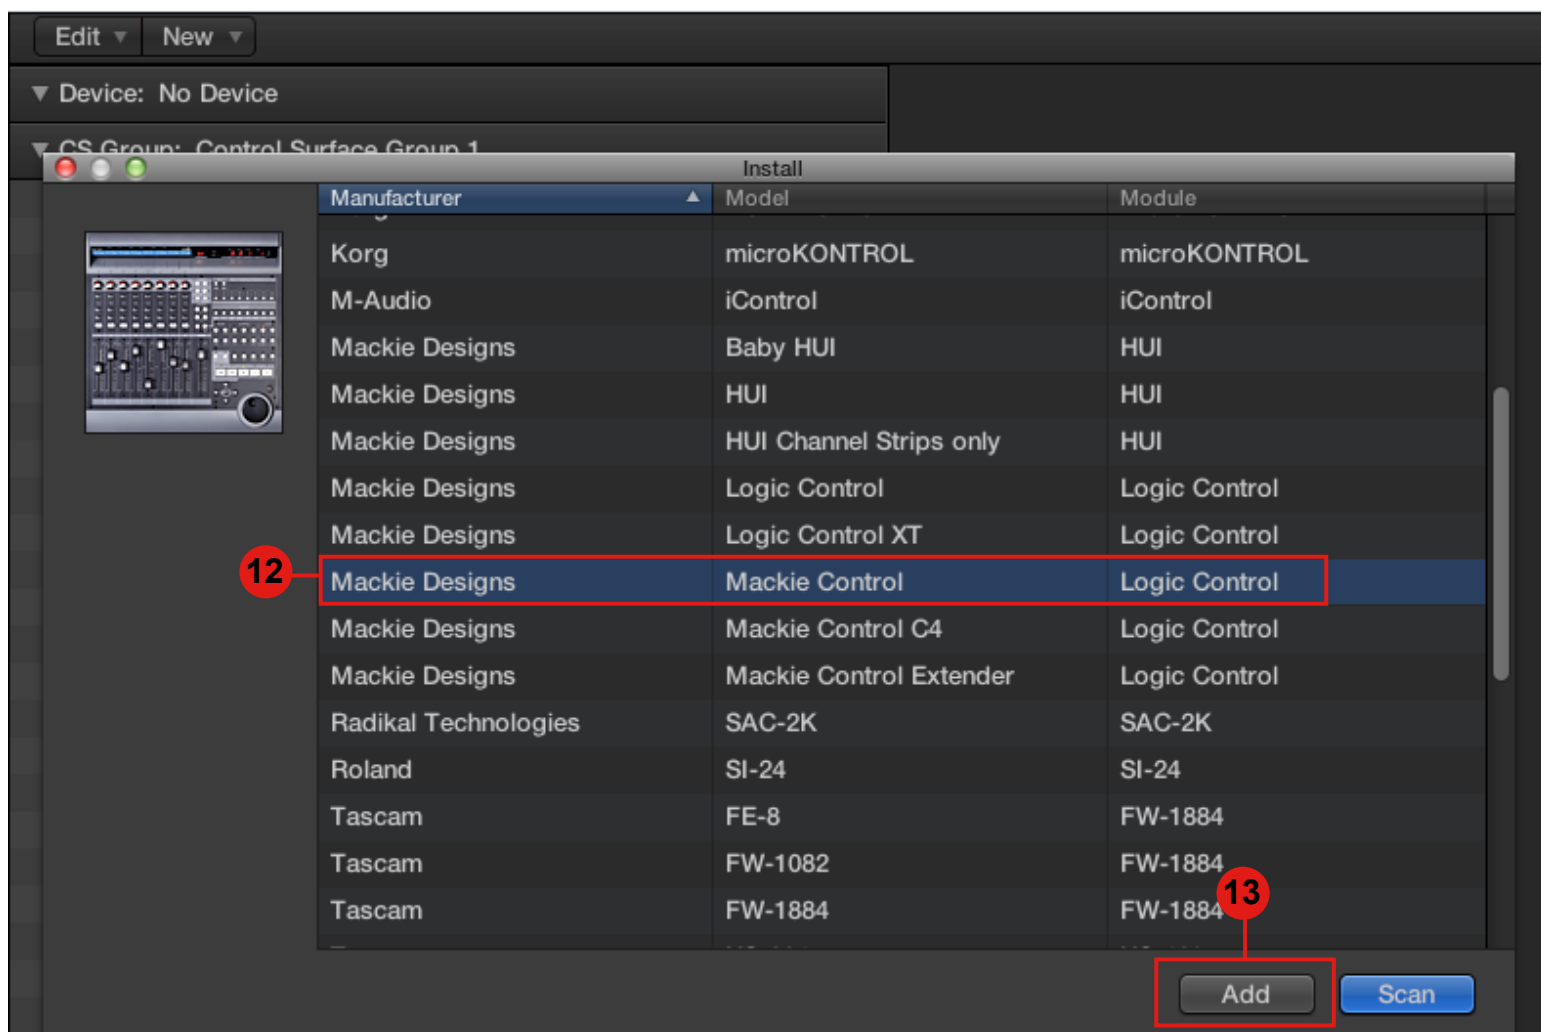 Edit New
Device: No Device
CS Group: Control Surface Group 1
Install
Manufacturer Model Module
Korg microKONTROL microKONTROL
M-Audio iControl iControl
Mackie Designs Baby HUI HUI
Mackie Designs HUI HUI
Mackie Designs HUI Channel Strips only HUI
Mackie Designs Logic Control Logic Control
Mackie Designs Logic Control XT Logic Control
12 Mackie Designs Mackie Control Logic Control
Mackie Designs Mackie Control C4 Logic Control
Mackie Designs Mackie Control Extender Logic Control
Radikal Technologies SAC-2K SAC-2K
Roland SI-24 SI-24
Tascam FE-8 FW-1884
Tascam FW-1082 FW-1884
13
Tascam FW-1884 FW-1884
Add Scan